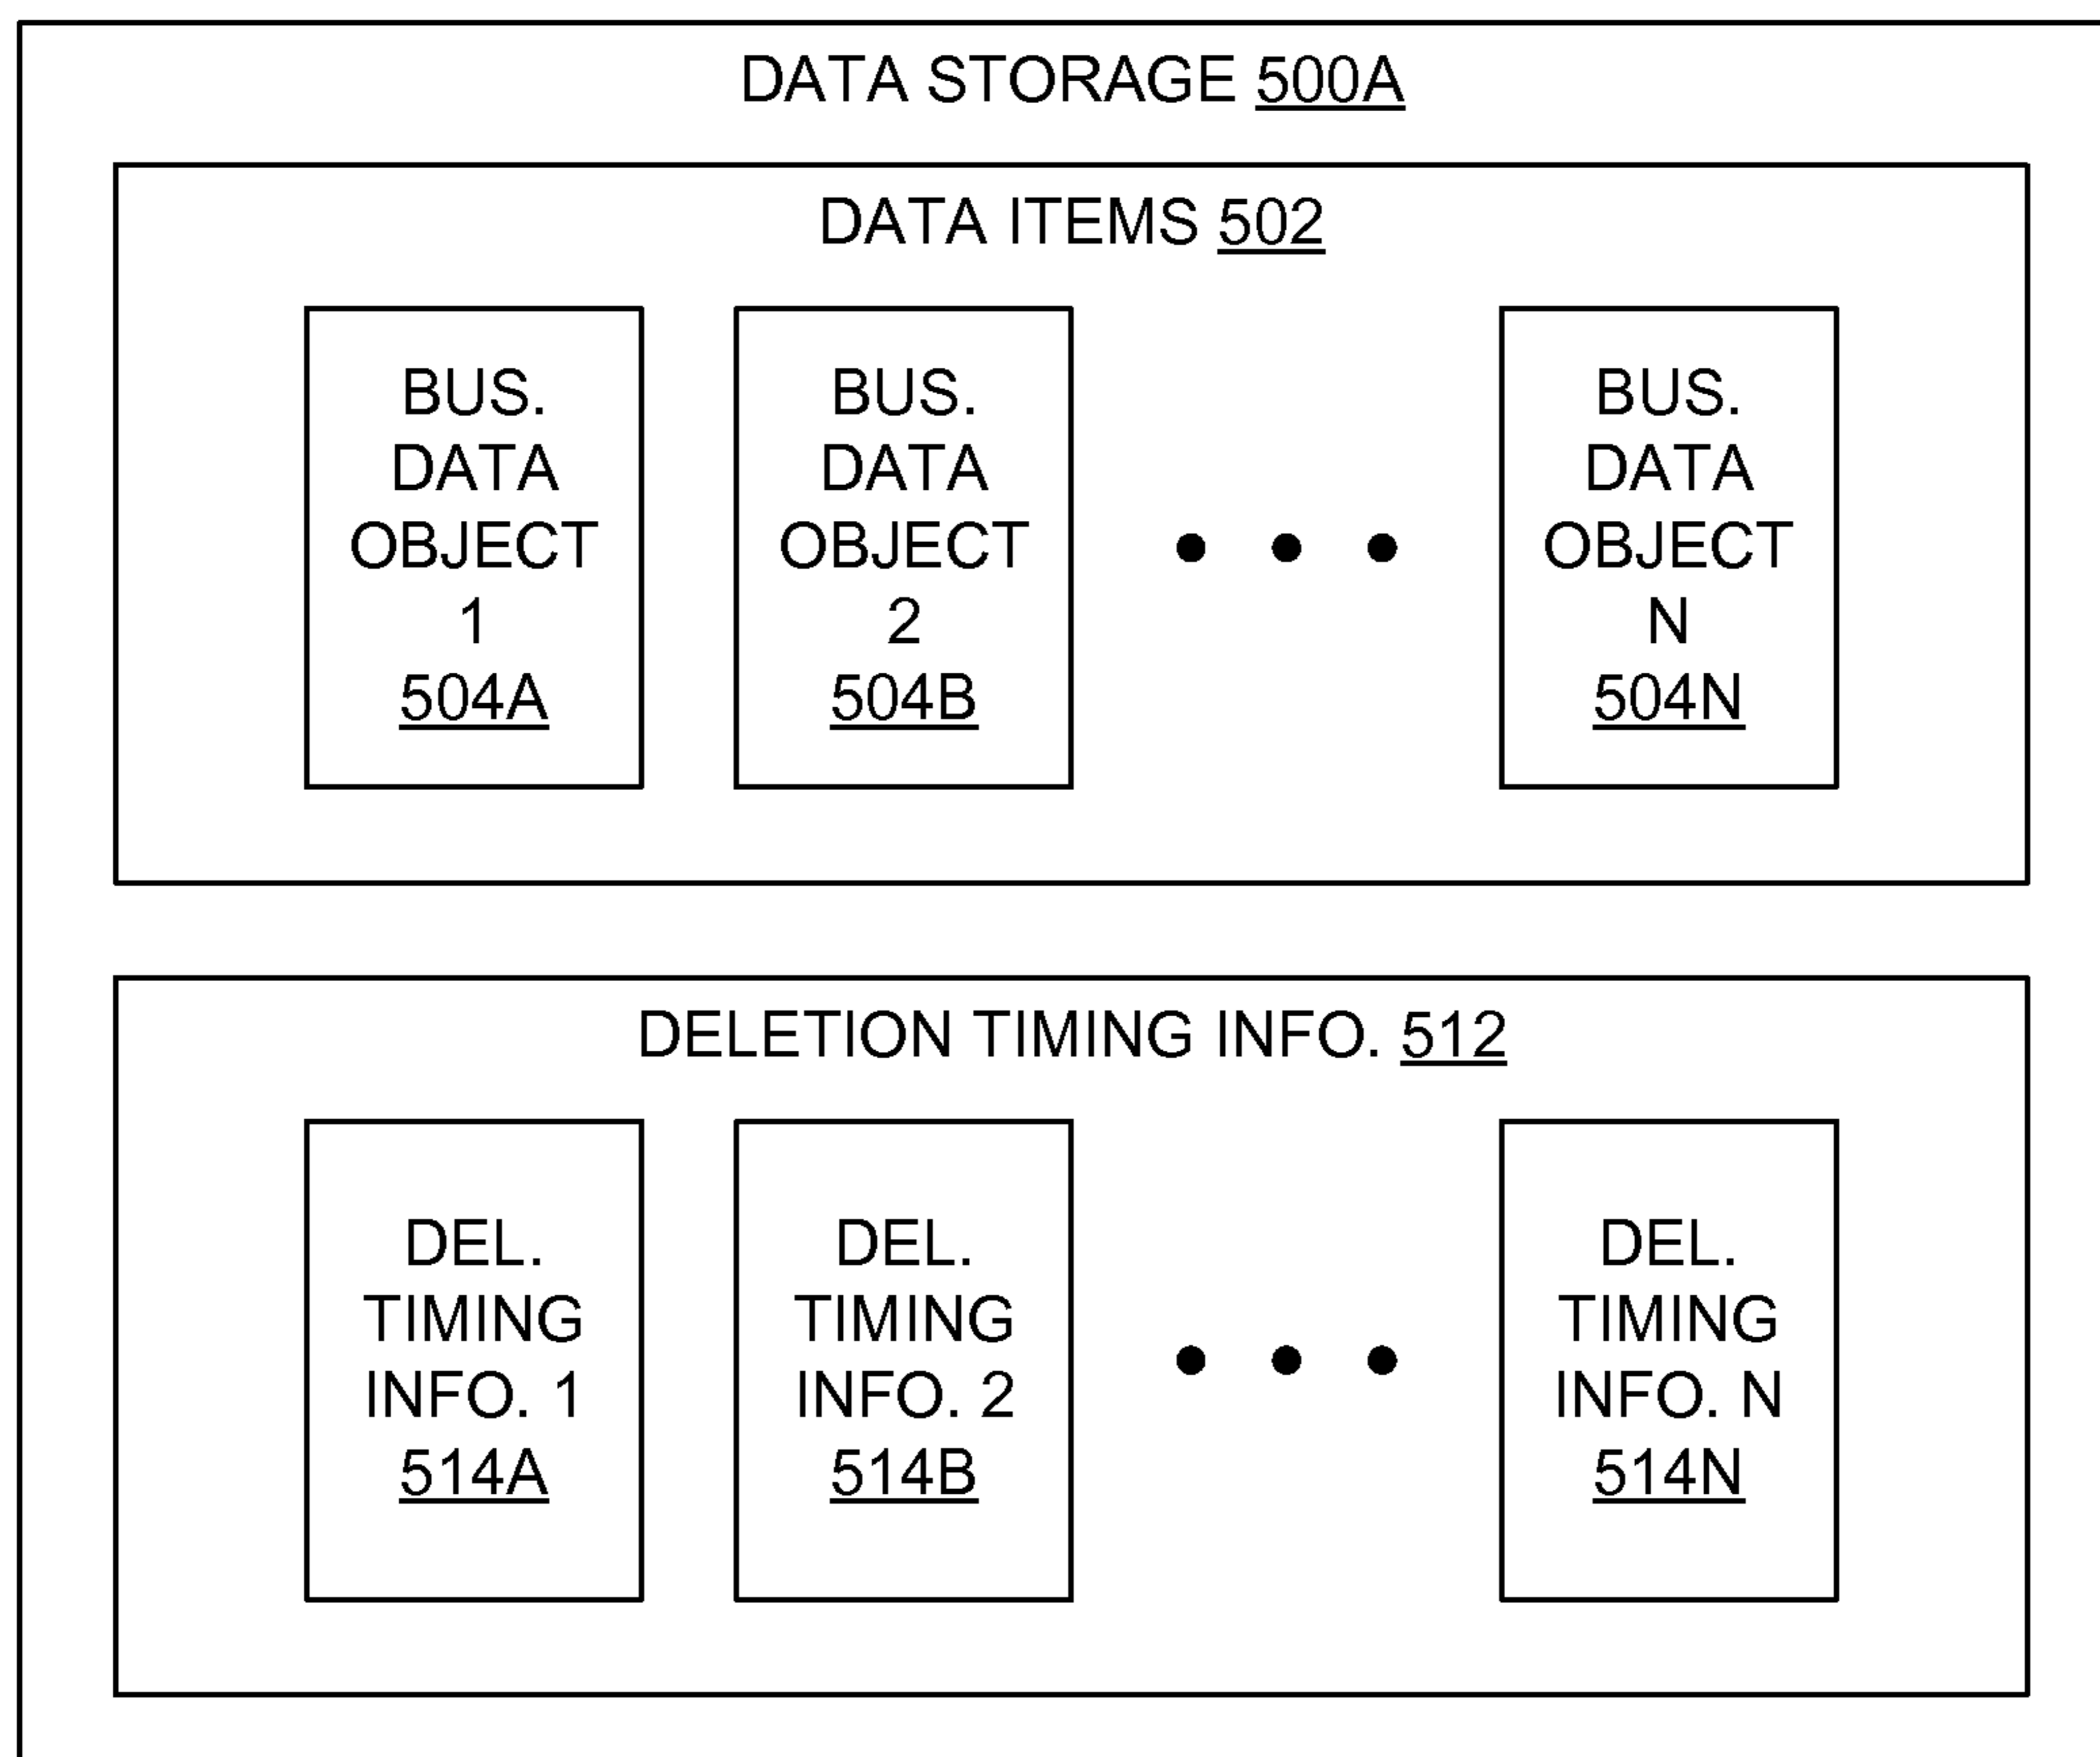 DATA STORAGE 500A
DATA ITEMS 502
BUS.
DATA
OBJECT
1
504A
BUS.
DATA
OBJECT
2
504B
BUS.
DATA
OBJECT
N
504N
DELETION TIMING INFO. 512
DEL.
TIMING
INFO. 1
514A
DEL.
TIMING
INFO. 2
514B
DEL.
TIMING
INFO. N
514N